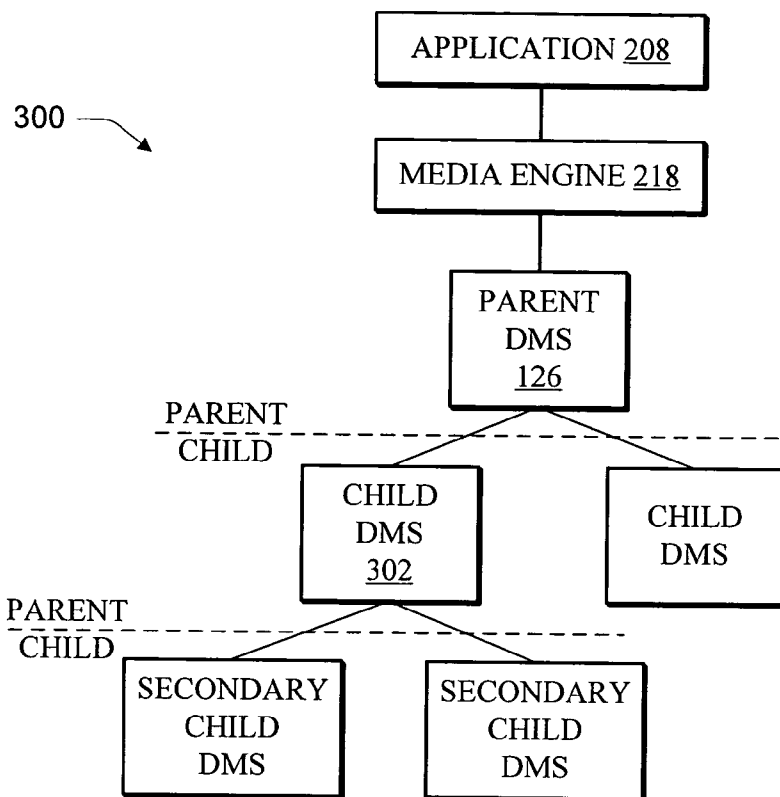 APPLICATION 208
300
MEDIA ENGINE 218
PARENT
DMS
126
PARENT
CHILD
CHILD
DMS
302
CHILD
DMS
PARENT
CHILD
SECONDARY
CHILD
DMS
SECONDARY
CHILD
DMS